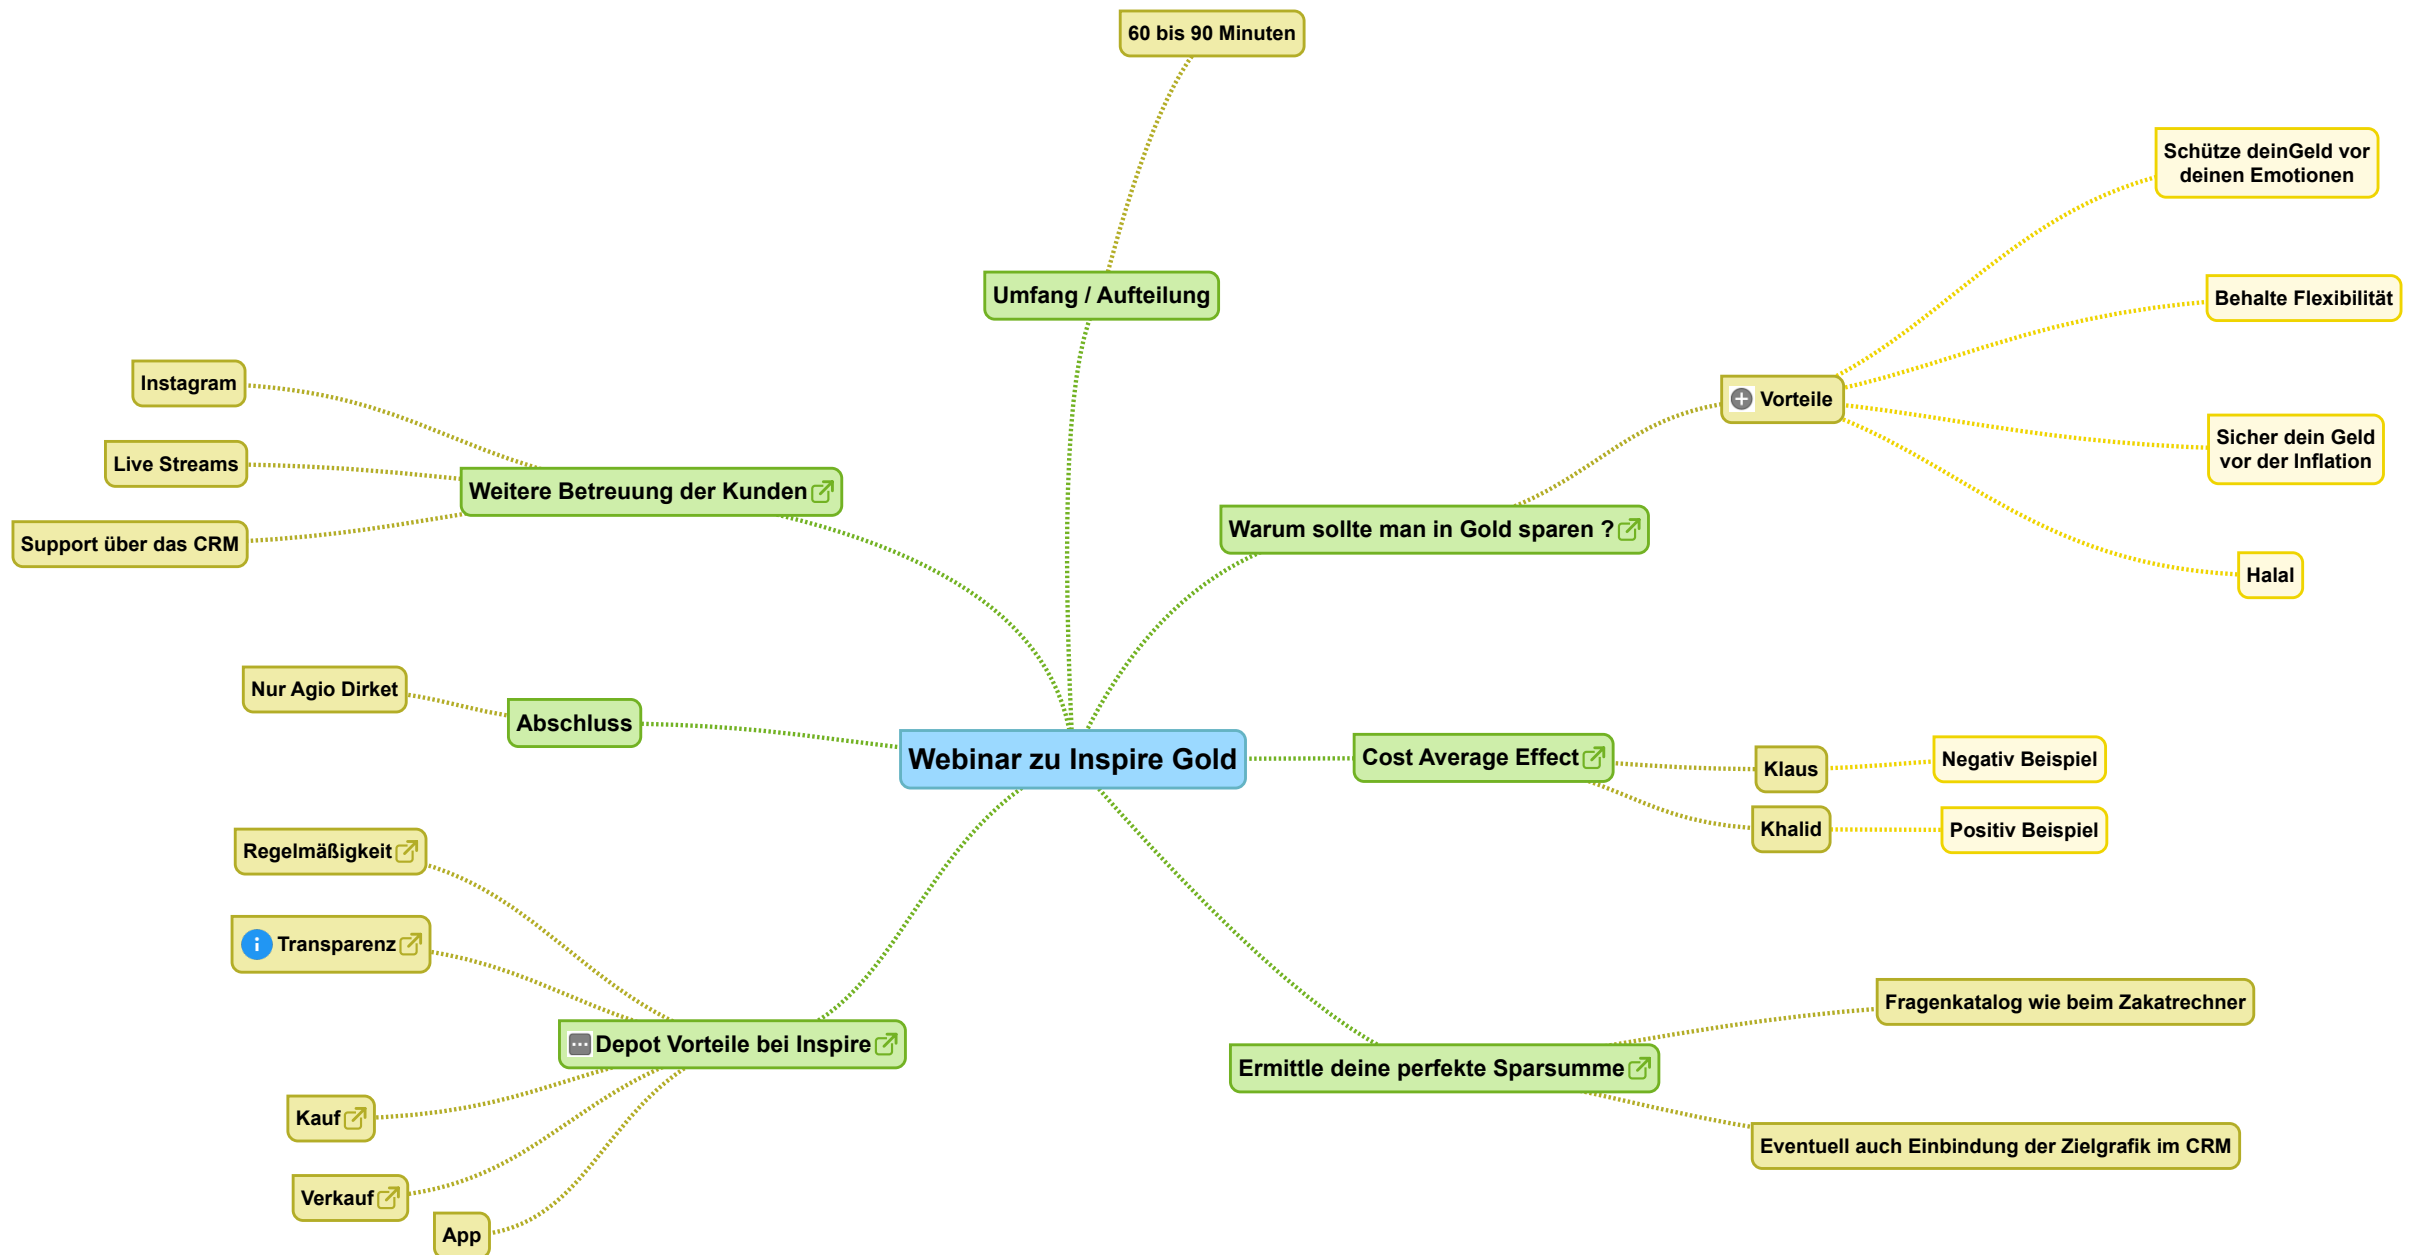 60 bis 90 Minuten
Umfang / Aufteilung
Schütze deinGeld vor
deinen Emotionen
Behalte Flexibilität
Vorteile
Sicher dein Geld
vor der Inflation
Halal
Warum sollte man in Gold sparen ?
Instagram
Live Streams
Support über das CRM
Weitere Betreuung der Kunden
Nur Agio Dirket
Abschluss
Webinar zu Inspire Gold
Cost Average Effect
Klaus
Negativ Beispiel
Khalid
Positiv Beispiel
Regelmäßigkeit
Transparenz
Depot Vorteile bei Inspire
Kauf
Verkauf
App
Ermittle deine perfekte Sparsumme
Fragenkatalog wie beim Zakatrechner
Eventuell auch Einbindung der Zielgrafik im CRM